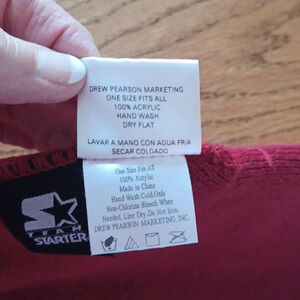 DREW PEARSON MARKETING
ONE SIZE FITS ALL
100% ACRYLIC
HAND WASH
DRY FLAT
LAVAR A MANO CON AGUA FRIA
SECAR COLGADO
One Size Fits All
100% Acrylic
Made in China
Hand Wash Cold.Only
Non-Chlorine Bleach When
Needed. Line Dry.Do Not Iron.
DREW PEARSON MARKETING, INC.
TEAM
STARTER